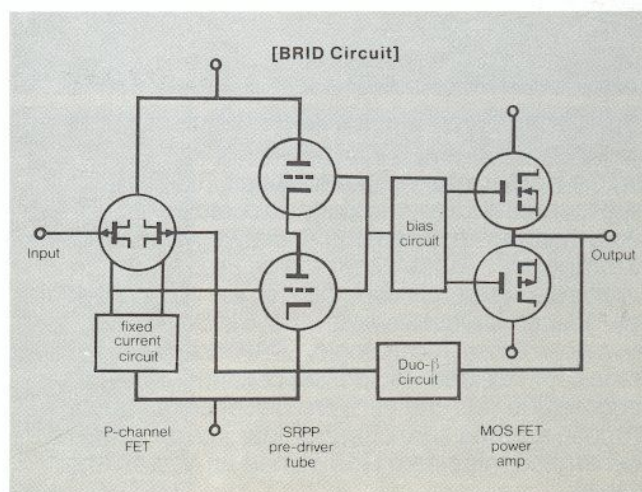 [BRID Circuit]
Input
bias
circuit
Output
fixed
current
circuit
Duo-β
circuit
P-channel
FET
SRPP
pre-driver
tube
MOS FET
power
amp